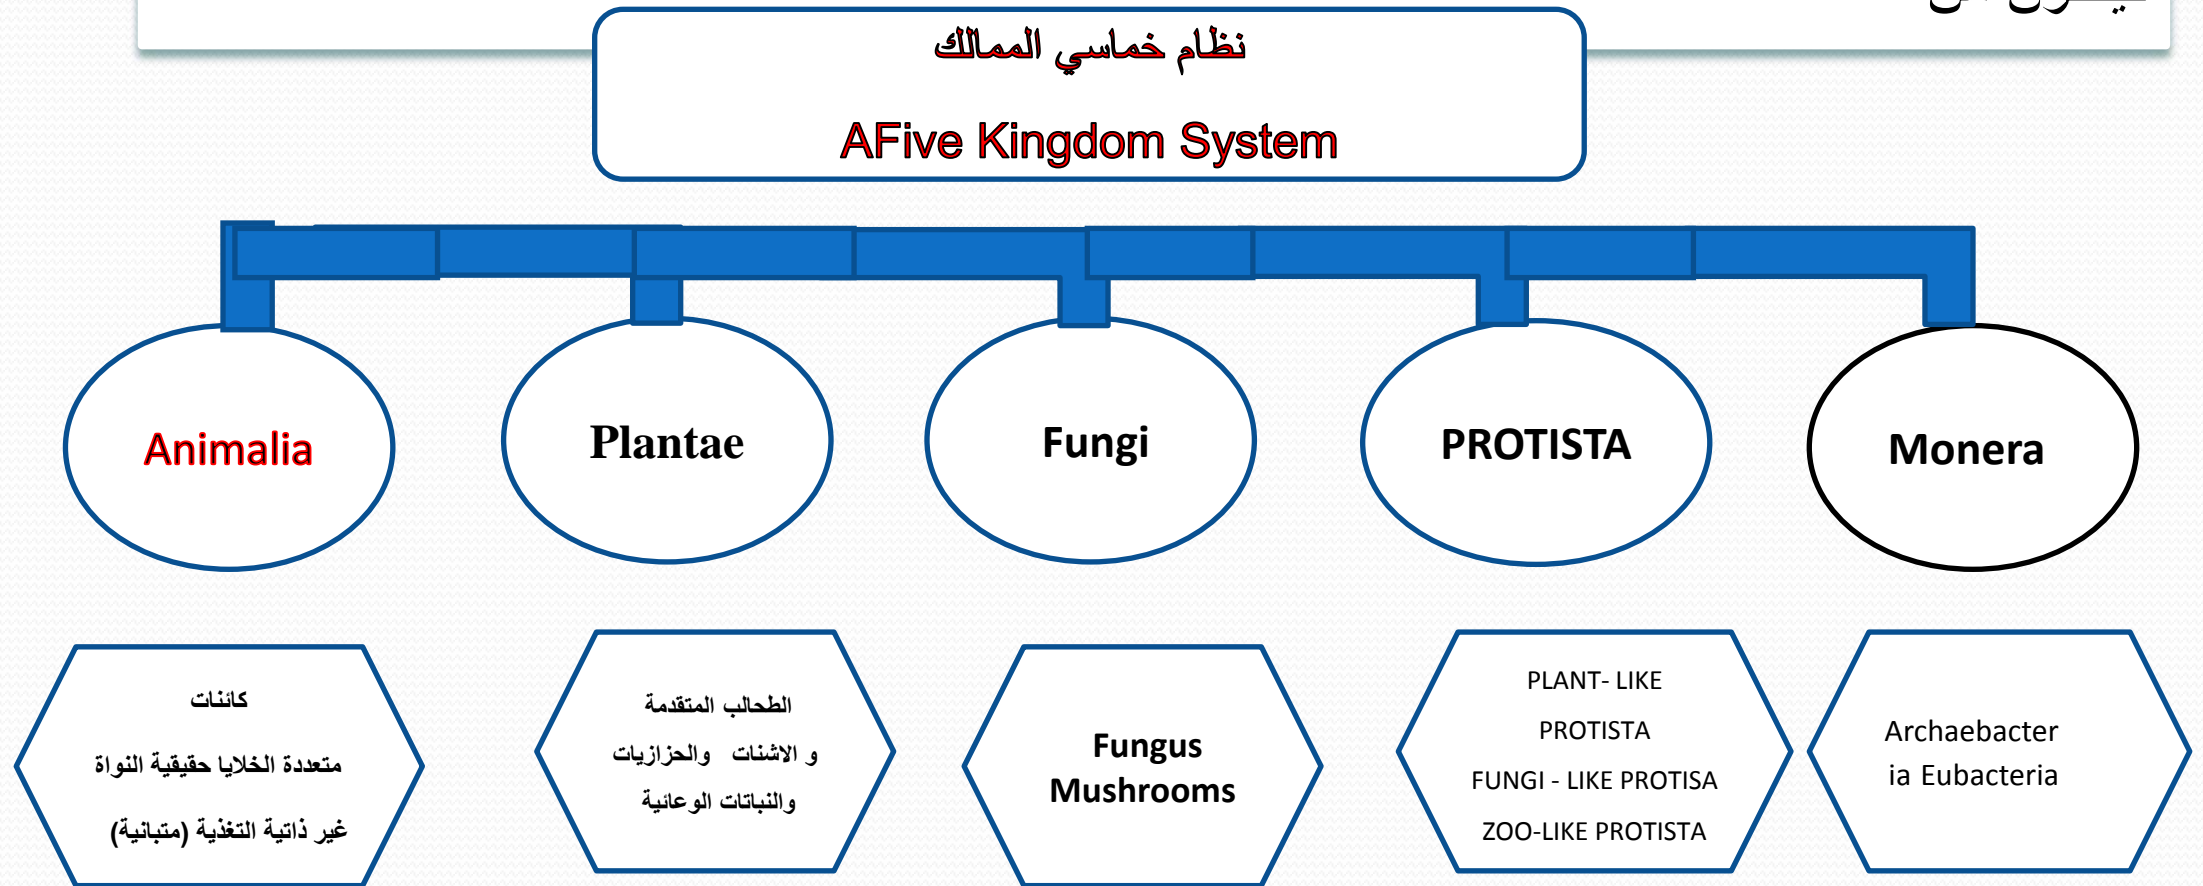 نظام خماسي الممالك
AFive Kingdom System
Animalia
Plantae
Fungi
PROTISTA
Monera
كائنات
متعددة الخلايا حقيقية النواة
غير ذاتية التغذية (متبانية)
الطحالب المتقدمة
و الاشنات والحزازيات
والنباتات الوعائية
Fungus
Mushrooms
PLANT- LIKE
PROTISTA
FUNGI - LIKE PROTISA
ZOO-LIKE PROTISTA
Archaebacter
ia Eubacteria